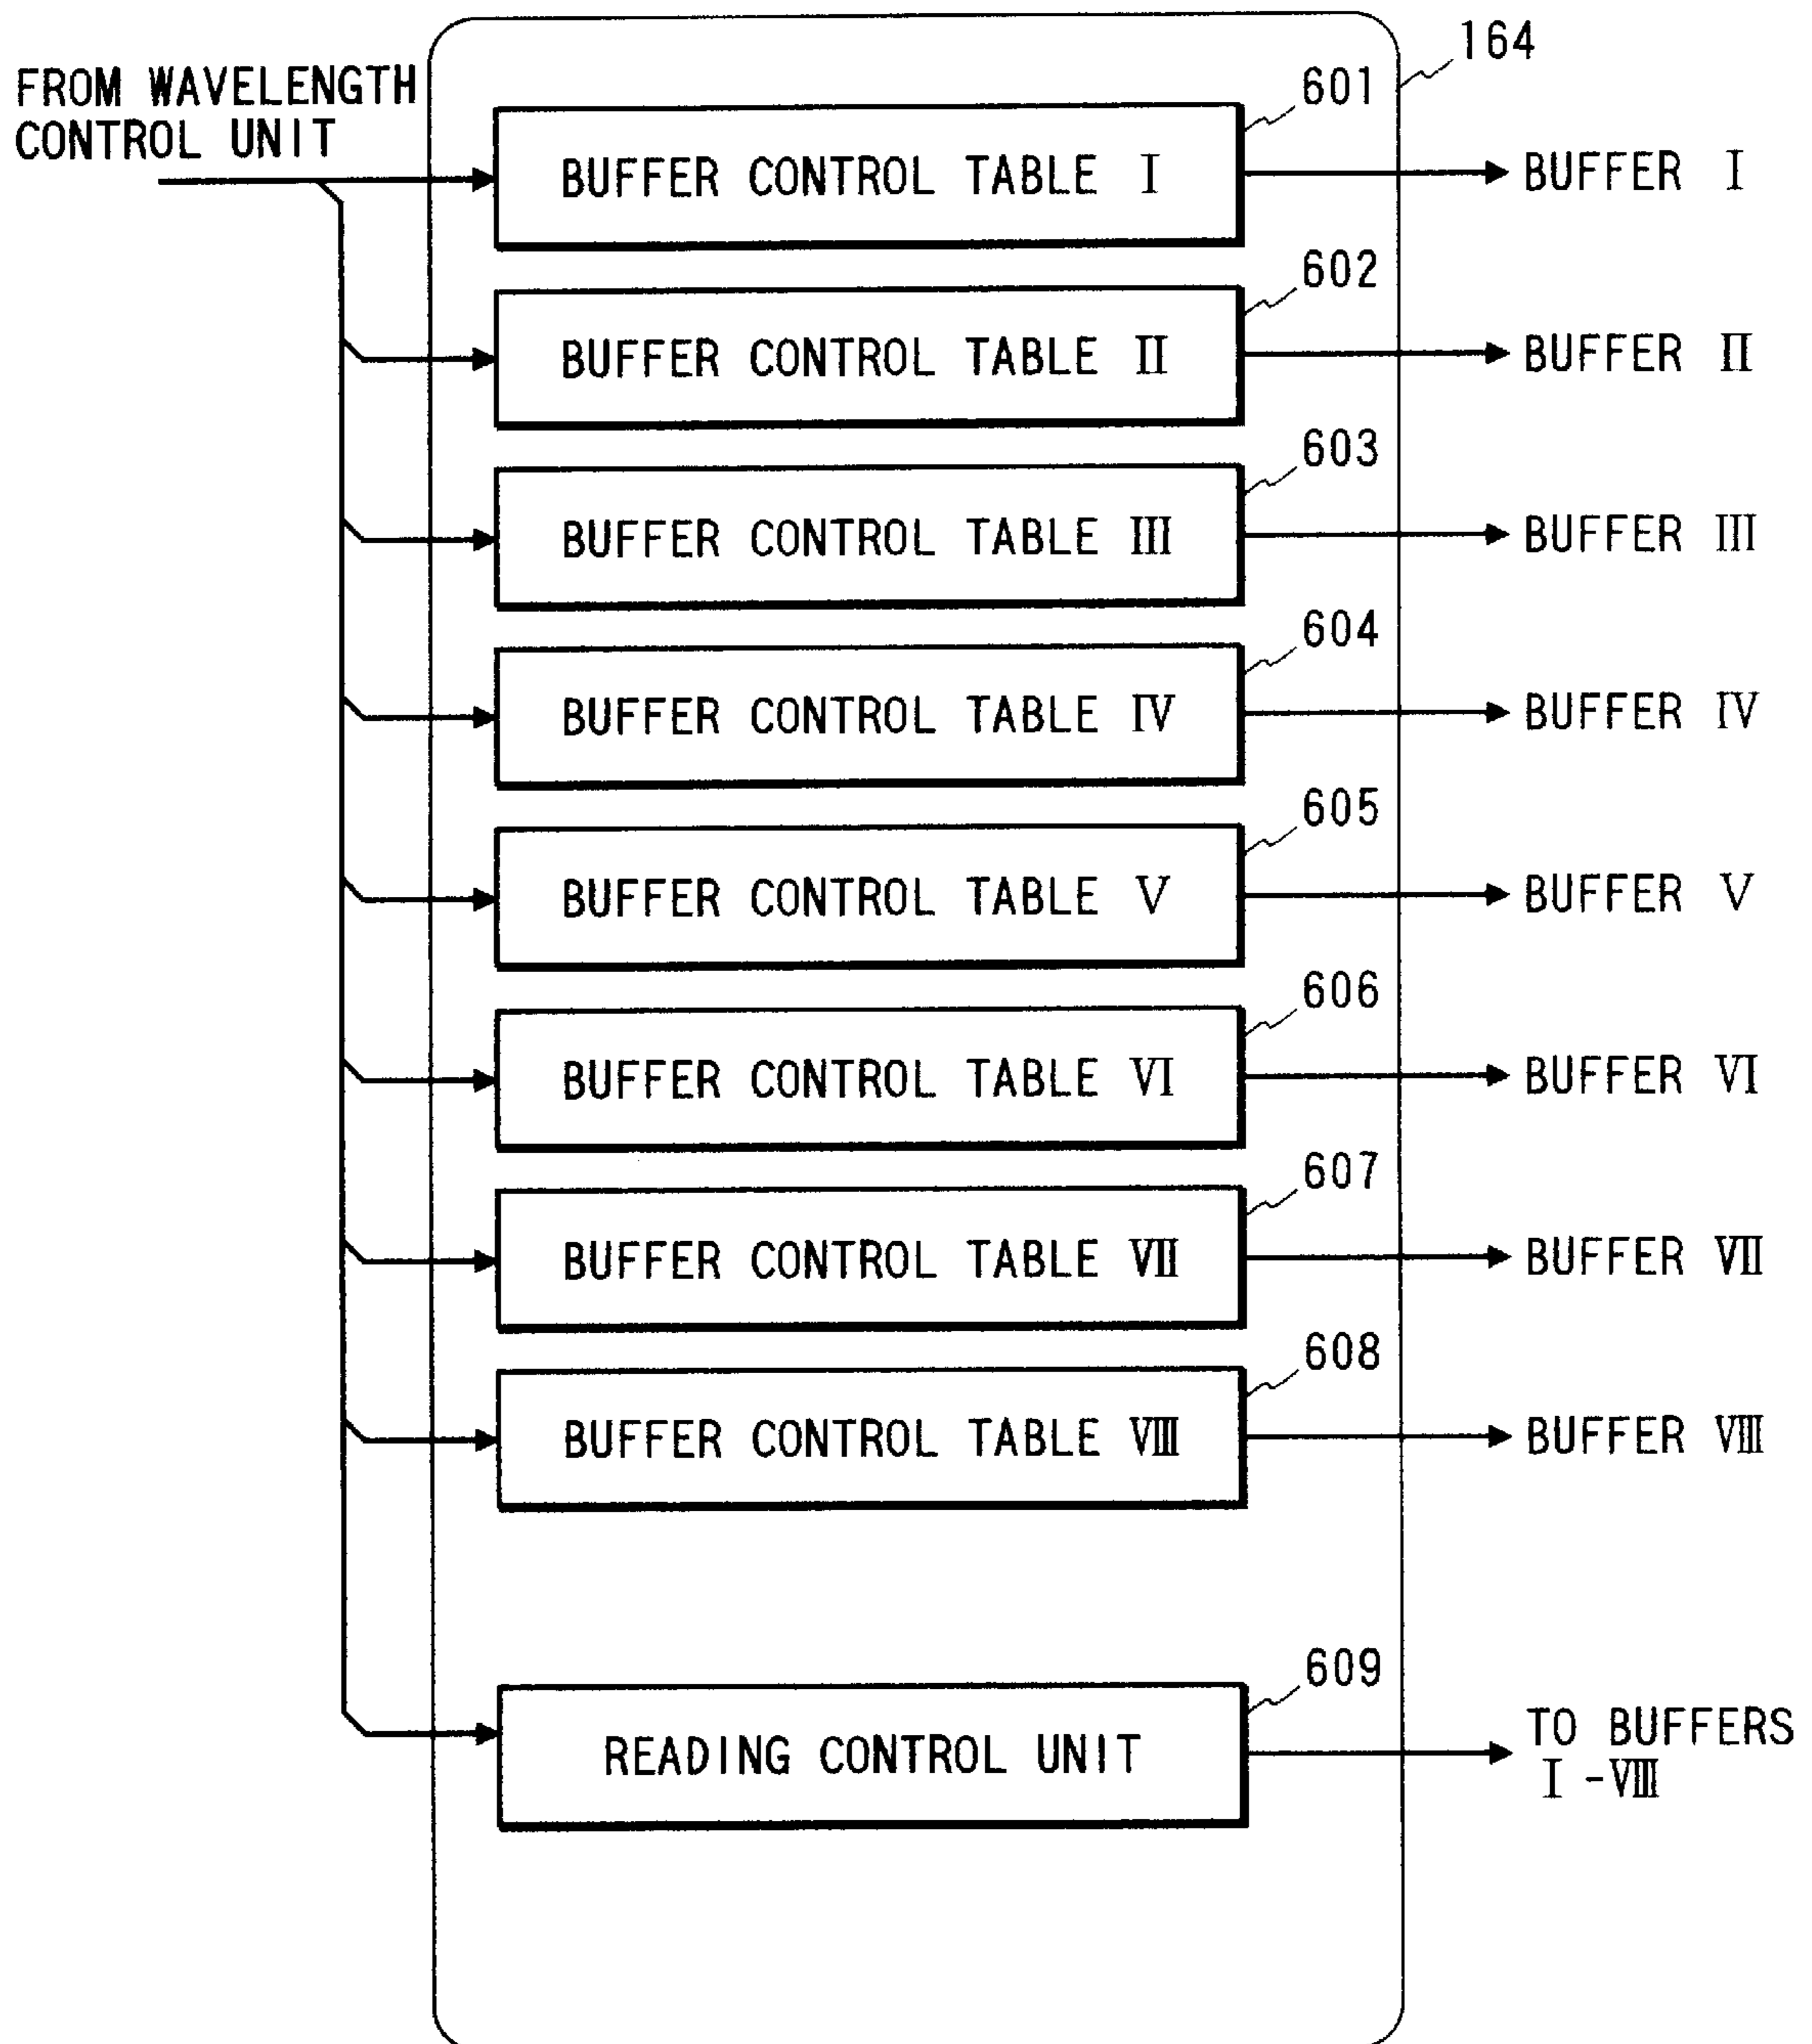 164
FROM WAVELENGTH
CONTROL UNIT
601
BUFFER CONTROL TABLE I
BUFFER I
602
BUFFER CONTROL TABLE II
BUFFER II
603
BUFFER CONTROL TABLE III
BUFFER III
604
BUFFER CONTROL TABLE IV
BUFFER IV
605
BUFFER CONTROL TABLE V
BUFFER V
606
BUFFER CONTROL TABLE VI
BUFFER VI
607
BUFFER CONTROL TABLE VII
BUFFER VII
608
BUFFER CONTROL TABLE VIII
BUFFER VIII
609
READING CONTROL UNIT
TO BUFFERS
I -VIII